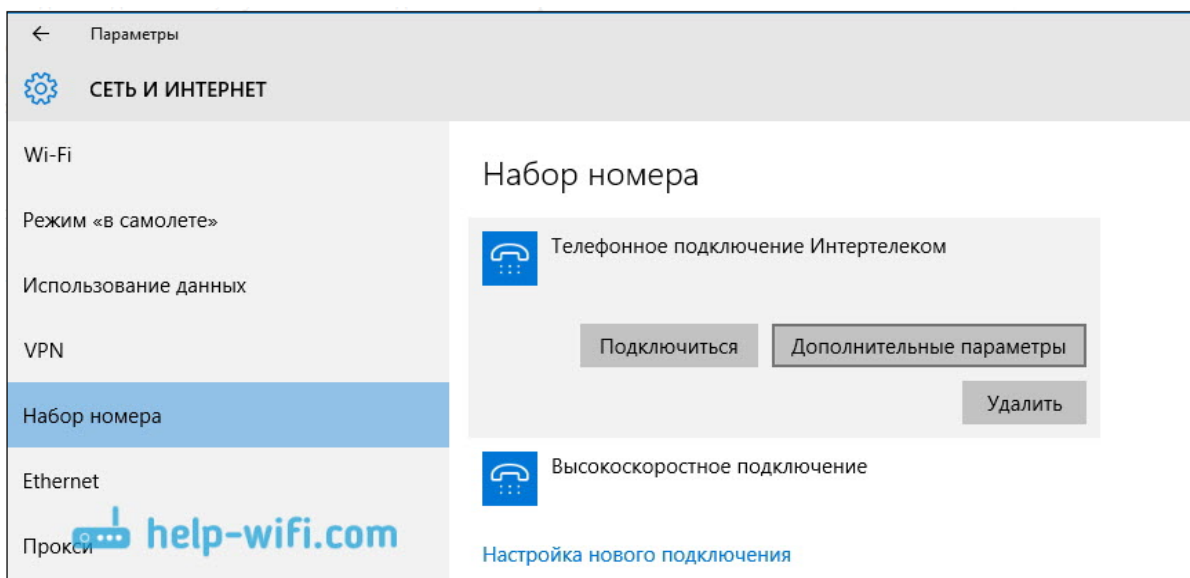 Параметры
СЕТЬ И ИНТЕРНЕТ
Wi-Fi
Режим «в самолете»
Использование данных
VPN
Набор номера
Ethernet
Прокси
help-wifi.com
Набор номера
Телефонное подключение Интертелеком
Подключиться
Дополнительные параметры
Удалить
Высокоскоростное подключение
Настройка нового подключения